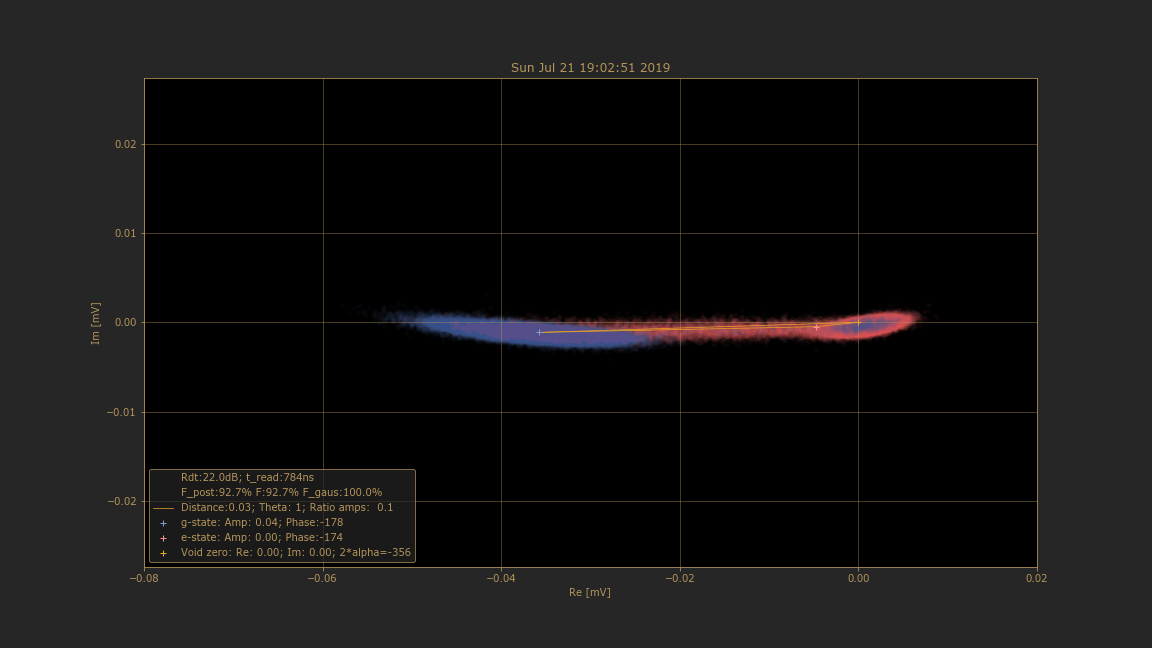 Sun Jul 21 19:02:51 2019
0.02
0.01
0.00
−0.01
−0.02
Im [mV]
Rdt:22.0dB; t_read:784ns
F_post:92.7% F:92.7% F_gaus:100.0%
Distance:0.03; Theta: 1; Ratio amps:  0.1
g-state: Amp: 0.04; Phase:-178
e-state: Amp: 0.00; Phase:-174
Void zero: Re: 0.00; Im: 0.00; 2*alpha=-356
−0.08
−0.06
−0.04
−0.02
0.00
0.02
Re [mV]